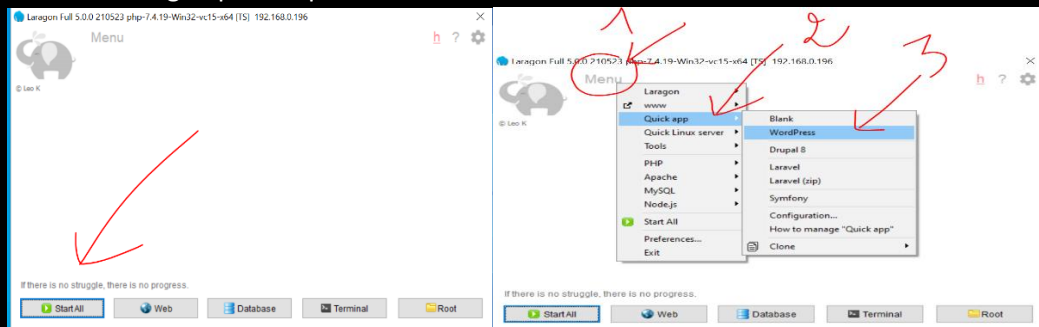 Laragon Full 5.0.0 210523 php-7.4.19-Win32-vc15-x64 [TS] 192.168.0.196
Menu
h ?
© Leo K
If there is no struggle, there is no progress.
Start All Web Database Terminal Root
1 2 3
Laragon Full 5.0.0 210523 php-7.4.19-Win32-vc15-x64 [TS] 192.168.0.196
Menu
h ?
© Leo K
Laragon
www
Quick app
Quick Linux server
Tools
PHP
Apache
MySQL
Node.js
Start All
Preferences...
Exit
Blank
WordPress
Drupal 8
Laravel
Laravel (zip)
Symfony
Configuration...
How to manage "Quick app"
Clone
If there is no struggle, there is no progress.
Start All Web Database Terminal Root